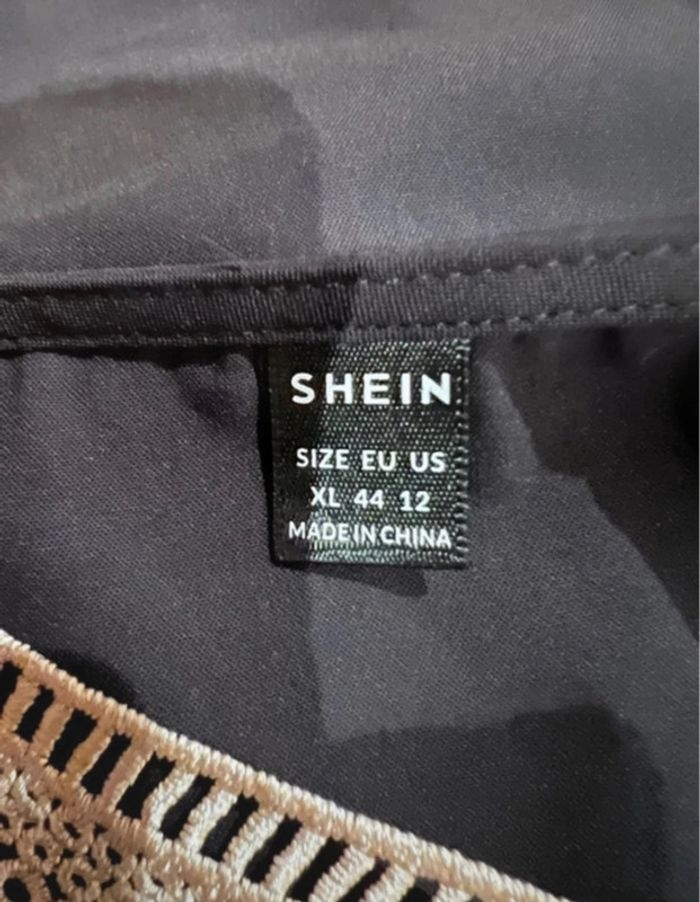 SHEIN
SIZE EU US
XL 44 12
MADE IN CHINA